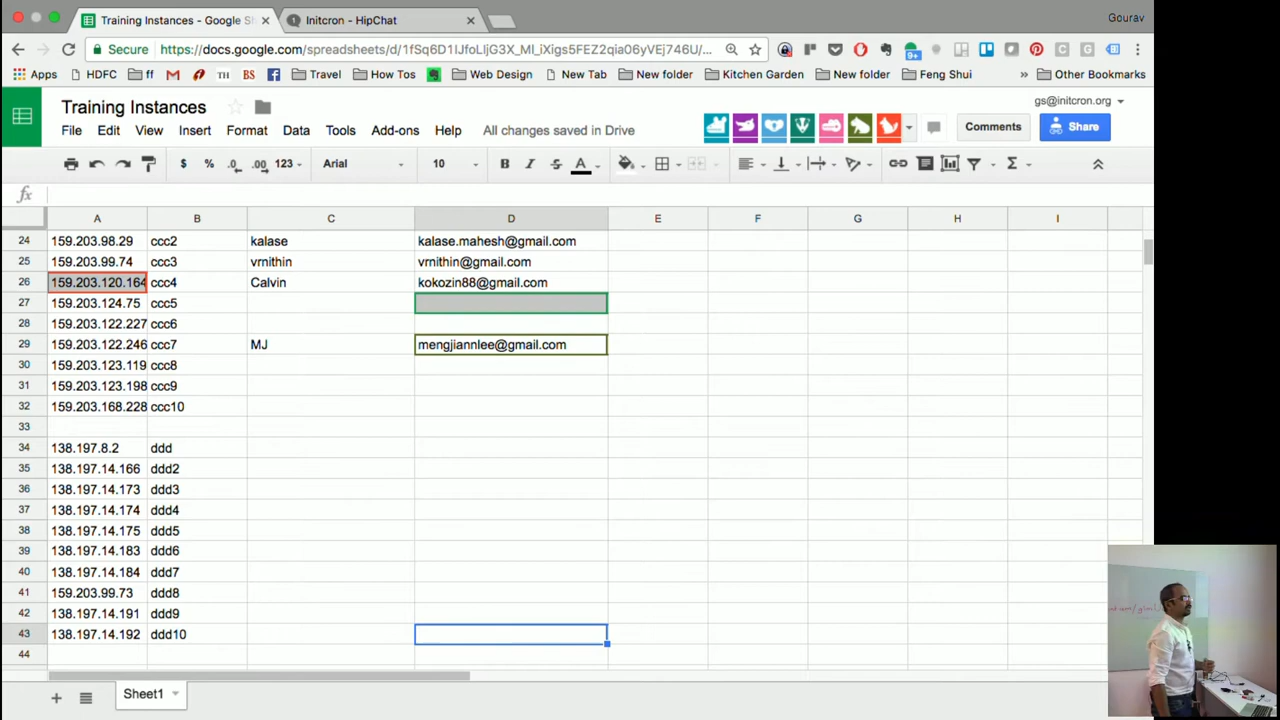 Training Instances - Google S
Initcron - HipChat
Gourav
Secure
https://docs.google.com/spreadsheets/d/1fSq6D1IJfoLIjG3X_MI_iXigs5FEZ2qia06yVEj746U/...
9+
Apps
HDFC
ff
TII
BS
Travel
How Tos
Web Design
New Tab
New folder
Kitchen Garden
New folder
Feng Shui
»
Other Bookmarks
Training Instances
gs@initcron.org
File Edit View Insert Format Data Tools Add-ons Help All changes saved in Drive
Comments
Share
$ % .0 .00 123 Arial 10 B I S A Σ
fx
A B C D E F G H I
24 159.203.98.29 ccc2 kalase kalase.mahesh@gmail.com
25 159.203.99.74 ccc3 vrnithin vrnithin@gmail.com
26 159.203.120.164 ccc4 Calvin kokozin88@gmail.com
27 159.203.124.75 ccc5
28 159.203.122.227 ccc6
29 159.203.122.246 ccc7 MJ mengjiannlee@gmail.com
30 159.203.123.119 ccc8
31 159.203.123.198 ccc9
32 159.203.168.228 ccc10
33
34 138.197.8.2 ddd
35 138.197.14.166 ddd2
36 138.197.14.173 ddd3
37 138.197.14.174 ddd4
38 138.197.14.175 ddd5
39 138.197.14.183 ddd6
40 138.197.14.184 ddd7
41 159.203.99.73 ddd8
42 138.197.14.191 ddd9
43 138.197.14.192 ddd10
44
Sheet1